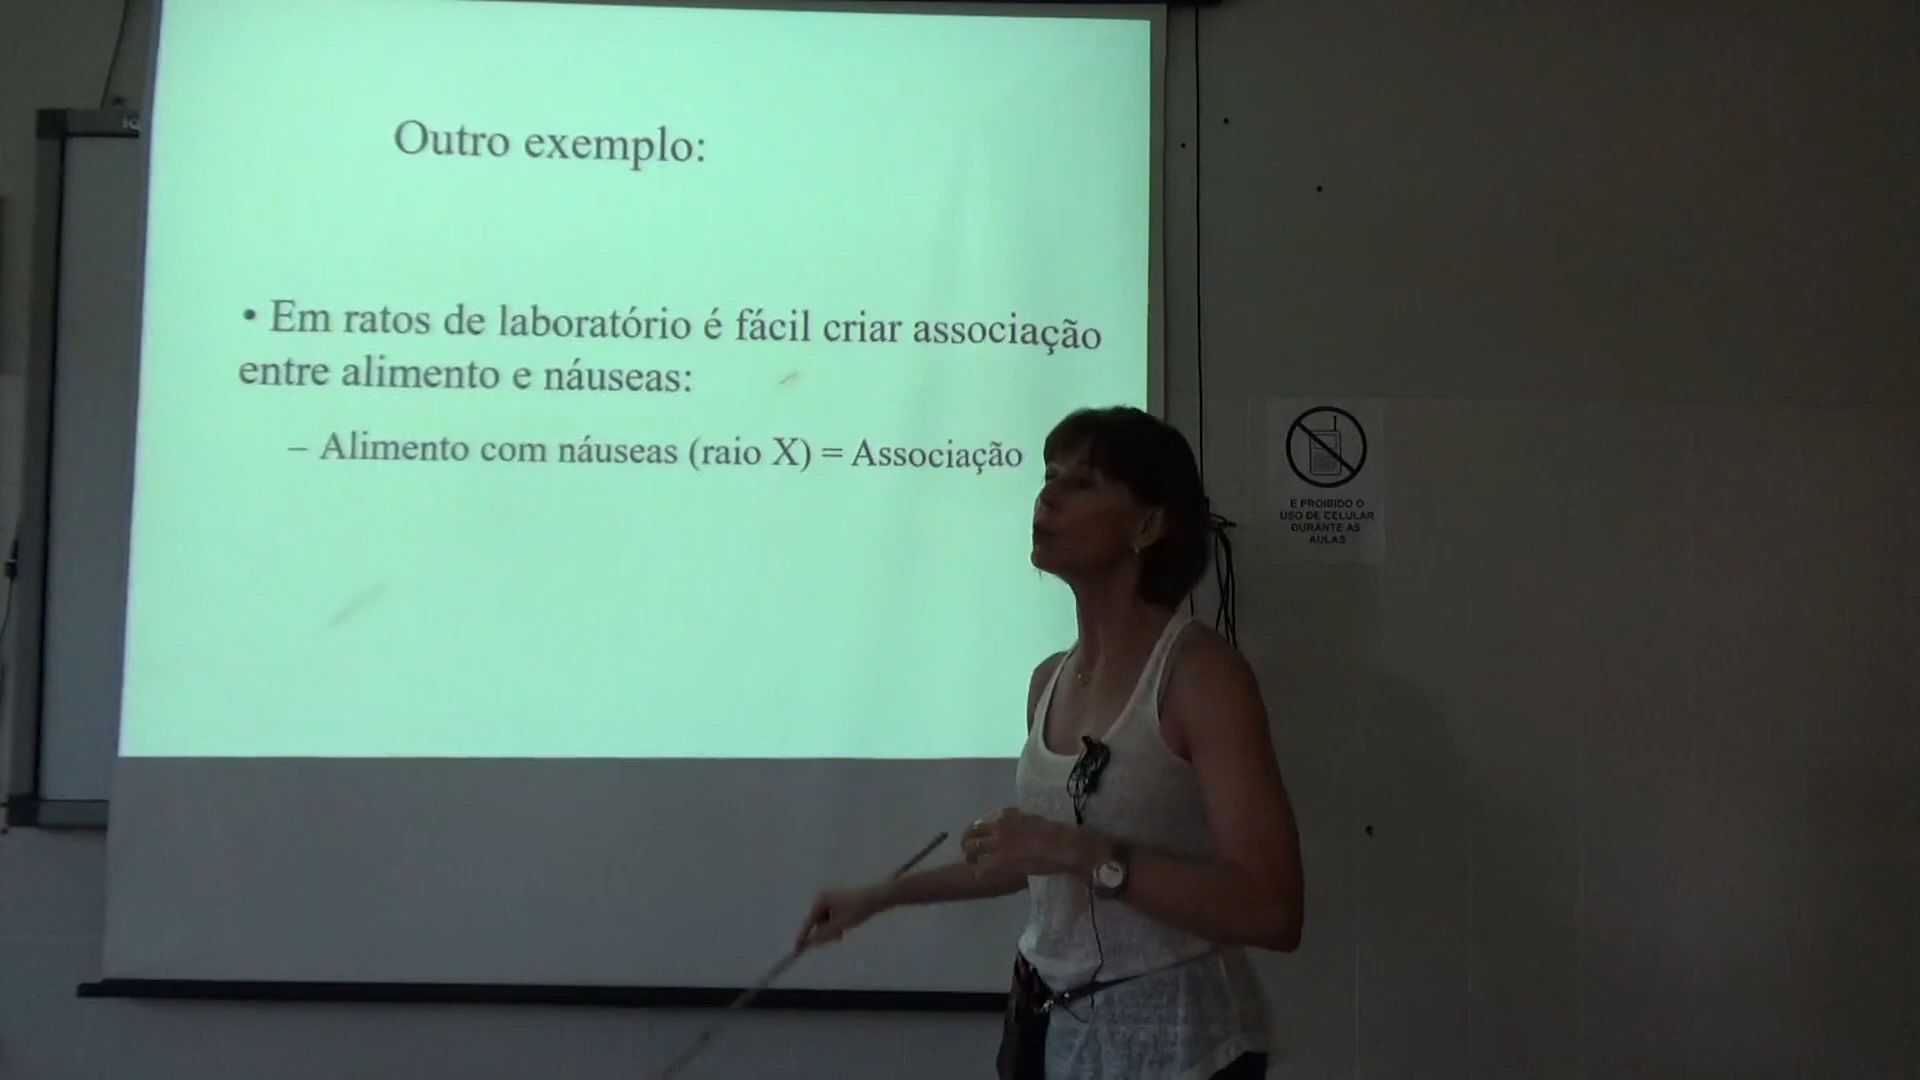 Outro exemplo:
• Em ratos de laboratório é fácil criar associação
entre alimento e náuseas:
– Alimento com náuseas (raio X) = Associação
E PROIBIDO O
USO DE CELULAR
DURANTE AS
AULAS